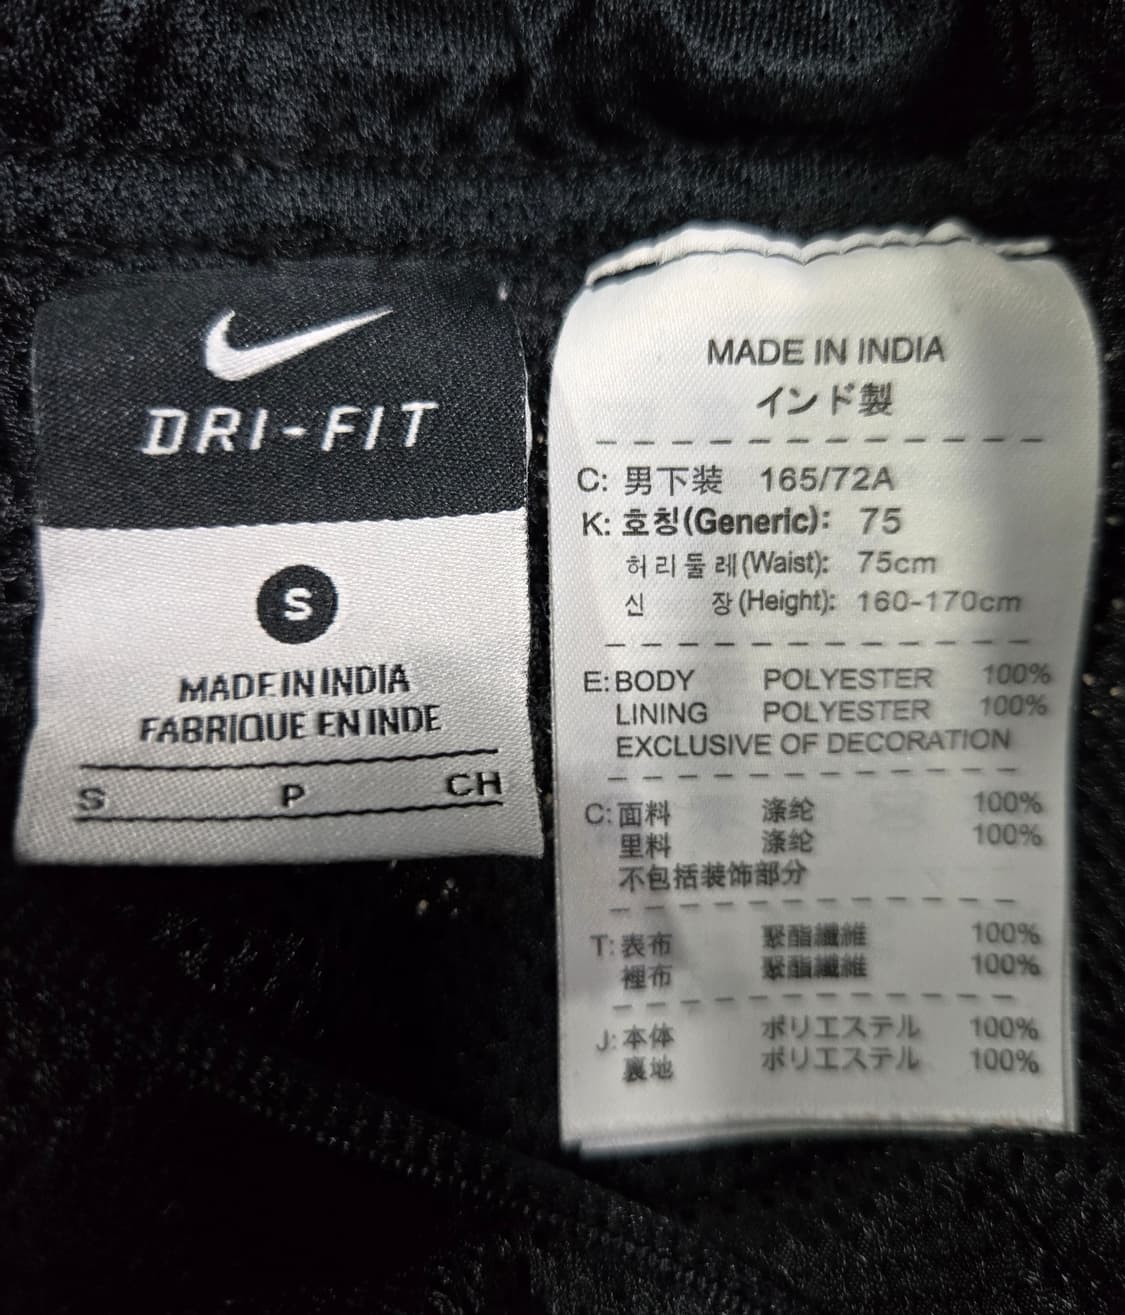 DRI-FIT
S
MADE IN INDIA
FABRIQUE EN INDE
S P CH
MADE IN INDIA
インド製
C: 男下装 165/72A
K: 호칭(Generic): 75
허리둘레(Waist): 75cm
신 장(Height): 160-170cm
E: BODY POLYESTER 100%
LINING POLYESTER 100%
EXCLUSIVE OF DECORATION
C: 面料 涤纶 100%
里料 涤纶 100%
不包括装饰部分
T: 表布 聚酯纖維 100%
裡布 聚酯纖維 100%
J: 本体 ポリエステル 100%
裏地 ポリエステル 100%